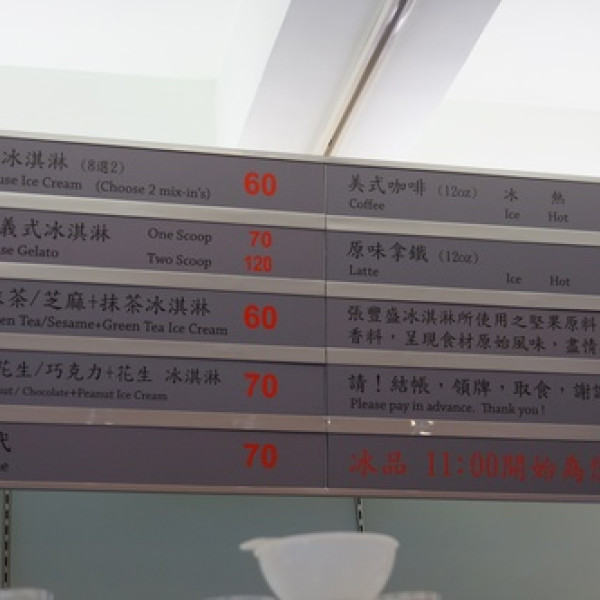 冰淇淋 (8選2)
use Ice Cream (Choose 2 mix-in's) 60
義式冰淇淋 One Scoop 70
se Gelato Two Scoop 120
茶/芝麻+抹茶冰淇淋
en Tea/Sesame+Green Tea Ice Cream 60
花生/巧克力+花生 冰淇淋
nut/ Chocolate+Peanut Ice Cream 70
代
e 70
美式咖啡 (12oz) 冰 熱
Coffee Ice Hot
原味拿鐵 (12oz)
Latte Ice Hot
張豐盛冰淇淋所使用之堅果原料
香料，呈現食材原始風味，盡情
請！結帳，領牌，取食，謝謝
Please pay in advance. Thank you !
冰品 11:00開始為您